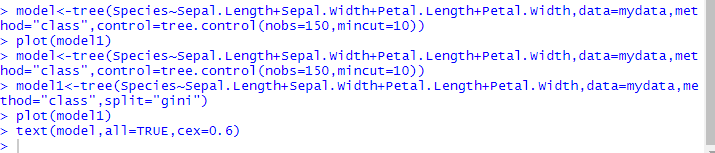 > model<-tree(Species~Sepal.Length+Sepal.Width+Petal.Length+Petal.Width,data=mydata,met
hod="class",control=tree.control(nobs=150,mincut=10))
> plot(model1)
> model<-tree(Species~Sepal.Length+Sepal.Width+Petal.Length+Petal.Width,data=mydata,met
hod="class",control=tree.control(nobs=150,mincut=10))
> model1<-tree(Species~Sepal.Length+Sepal.Width+Petal.Length+Petal.Width,data=mydata,me
thod="class",split="gini")
> plot(model1)
> text(model,all=TRUE,cex=0.6)
>